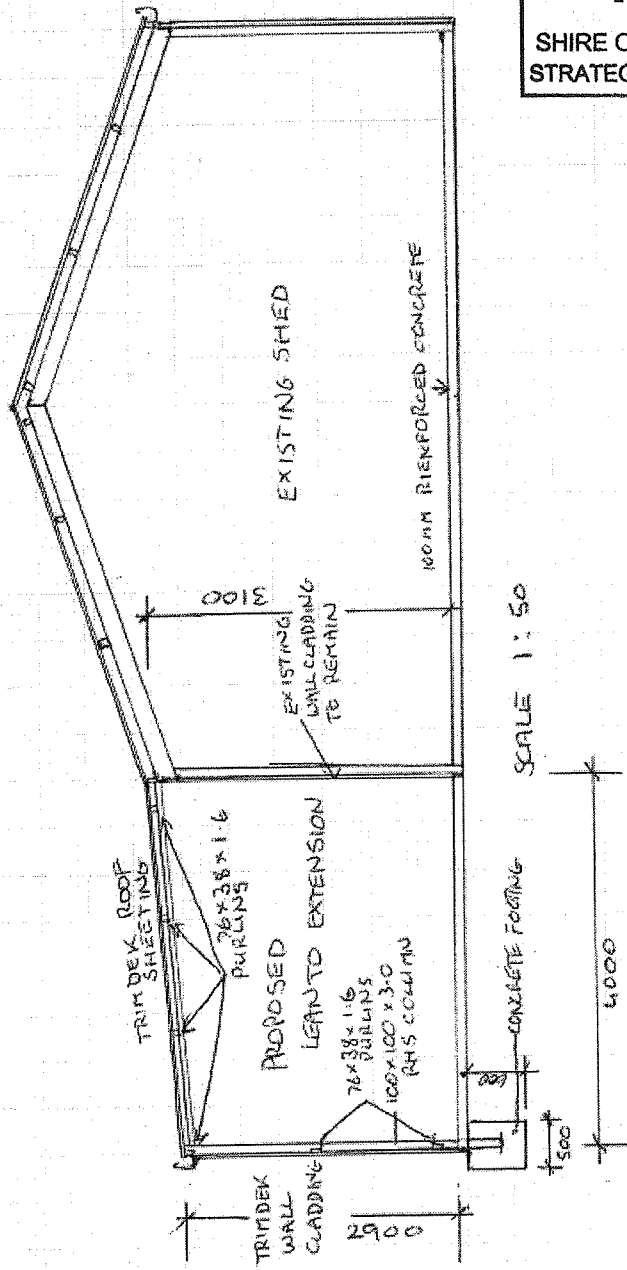 SHIRE O
STRATEG
TRIMDEK ROOF
SHEETING
76×38×1·6
PURLINS
PROPOSED
LEANTO EXTENSION
76×38×1·6
PURLINS
100×100×3·0
RHS COLUMN
TRIMDEK
WALL
CLADDING
2900
600
500
CONCRETE FOOTING
4000
EXISTING SHED
3100
EXISTING
WALL CLADDING
TO REMAIN
100MM RIENFORCED CONCRETE
SCALE 1:50